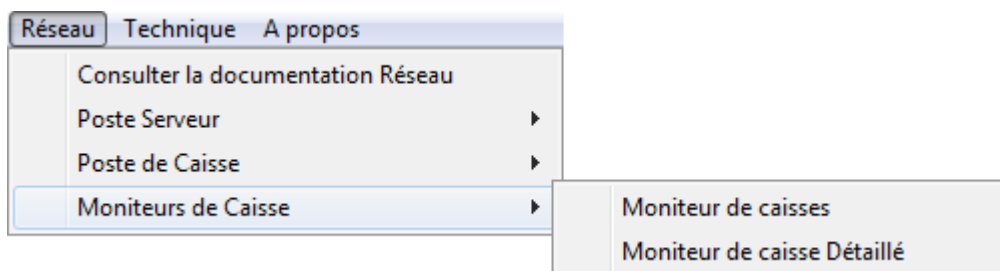 Réseau Technique A propos
Consulter la documentation Réseau
Poste Serveur
Poste de Caisse
Moniteurs de Caisse
Moniteur de caisses
Moniteur de caisse Détaillé